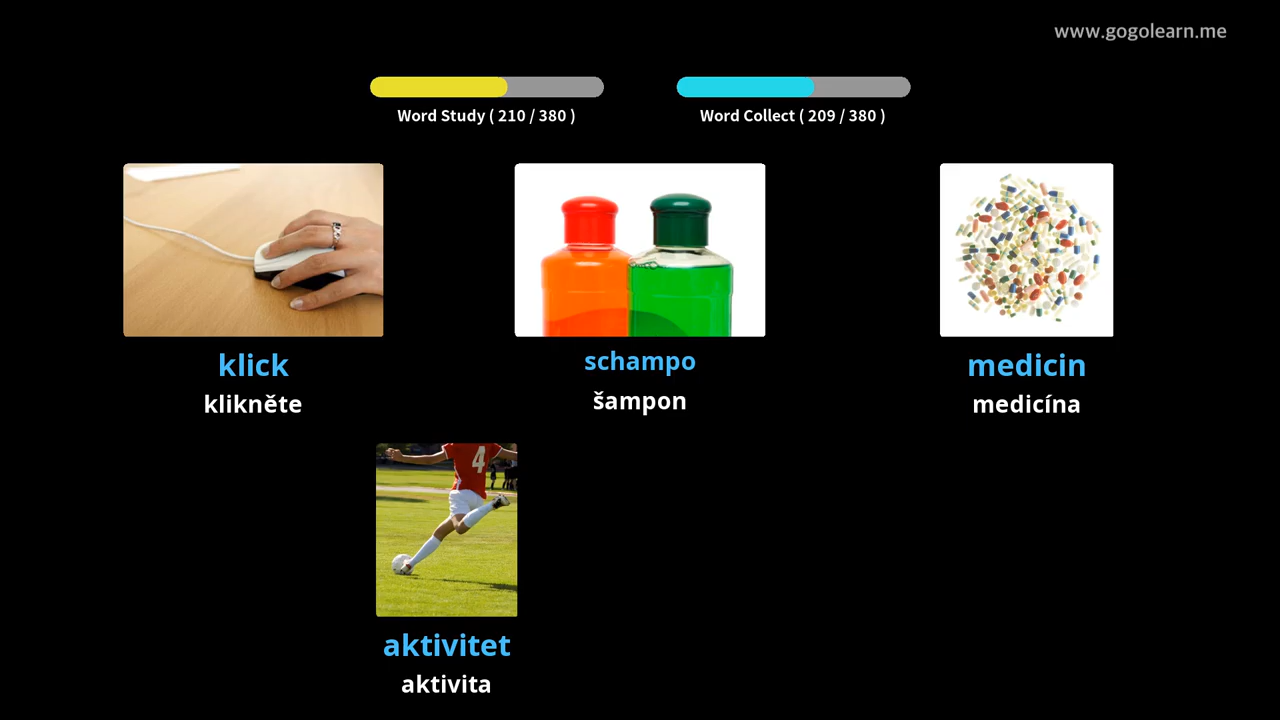 www.gogolearn.me
Word Study ( 210 / 380 )
Word Collect ( 209 / 380 )
klick
klikněte
schampo
šampon
medicin
medicína
4
aktivitet
aktivita